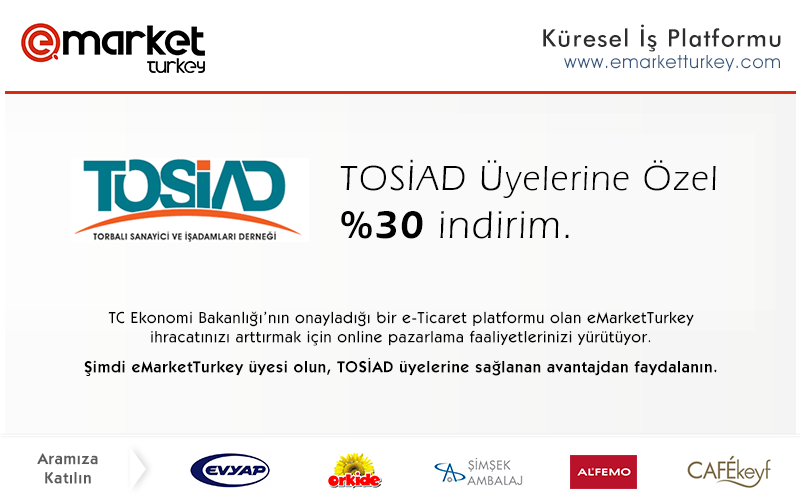 emarket
turkey
Küresel İş Platformu
www.emarketturkey.com
TOSİAD
TORBALI SANAYİCİ VE İŞADAMLARI DERNEĞİ
TOSİAD Üyelerine Özel
%30 indirim.
TC Ekonomi Bakanlığı'nın onayladığı bir e-Ticaret platformu olan eMarketTurkey
ihracatınızı arttırmak için online pazarlama faaliyetlerinizi yürütüyor.
Şimdi eMarketTurkey üyesi olun, TOSİAD üyelerine sağlanan avantajdan faydalanın.
Aramıza
Katılın
EVYAP
orkide
ŞİMŞEK
AMBALAJ
ALFEMO
CAFÉkeyf